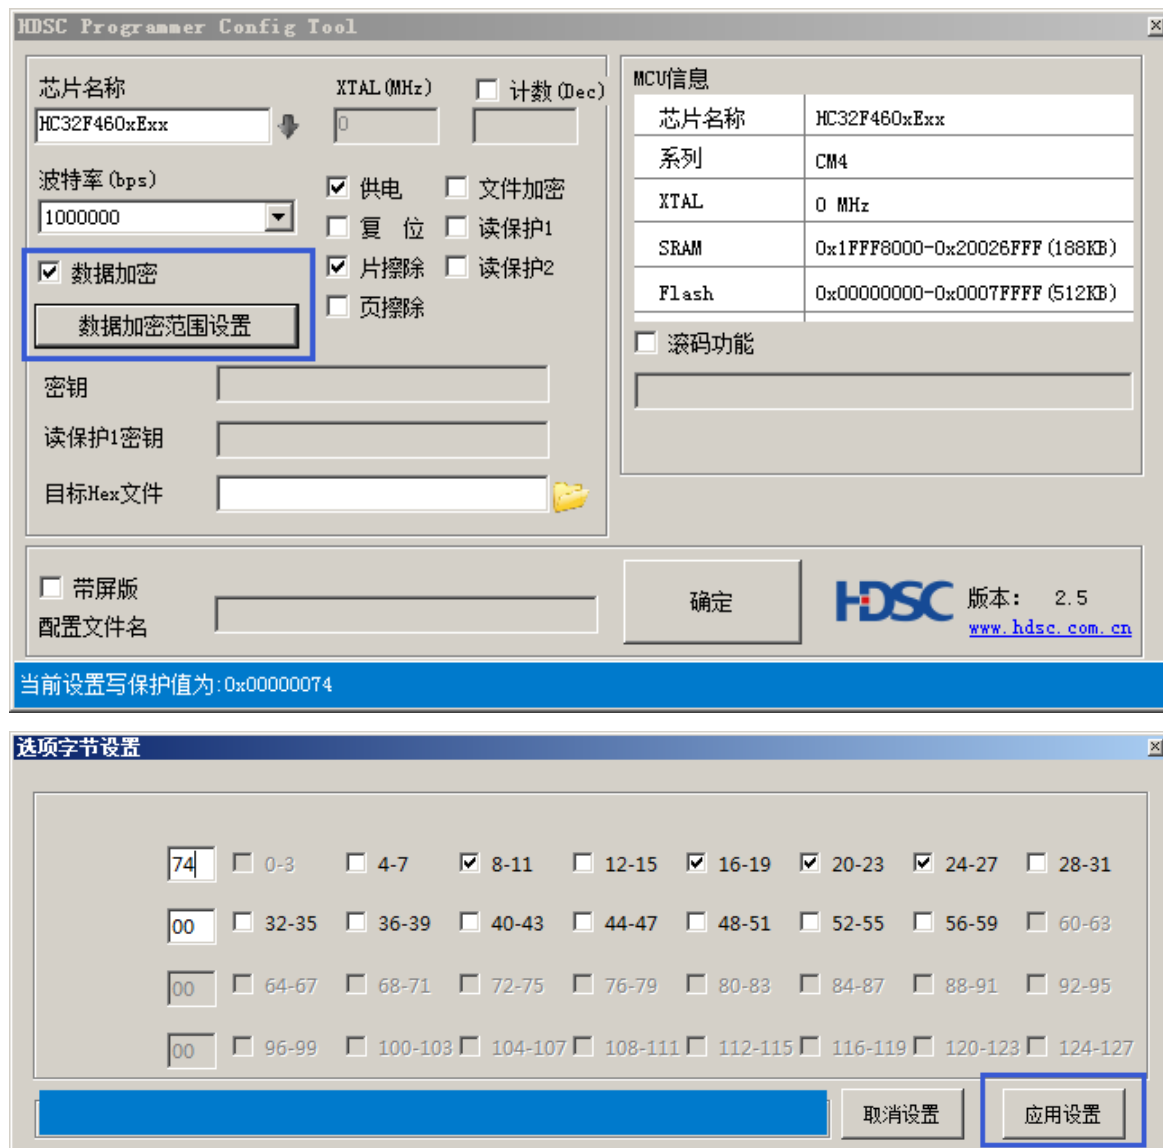 HDSC Programmer Config Tool
芯片名称 XTAL(MHz) 计数(Dec)
HC32F460xExx 0
波特率(bps)
供电 文件加密
1000000
复 位 读保护1
数据加密 片擦除 读保护2
页擦除
数据加密范围设置
密钥
读保护1密钥
目标Hex文件
MCU信息
芯片名称 HC32F460xExx
系列 CM4
XTAL 0 MHz
SRAM 0x1FFF8000-0x20026FFF(188KB)
Flash 0x00000000-0x0007FFFF(512KB)
滚码功能
带屏版
配置文件名
确定
HDSC 版本: 2.5
www.hdsc.com.cn
当前设置写保护值为:0x00000074
选项字节设置
74 0-3 4-7 8-11 12-15 16-19 20-23 24-27 28-31
00 32-35 36-39 40-43 44-47 48-51 52-55 56-59 60-63
00 64-67 68-71 72-75 76-79 80-83 84-87 88-91 92-95
00 96-99 100-103 104-107 108-111 112-115 116-119 120-123 124-127
取消设置 应用设置